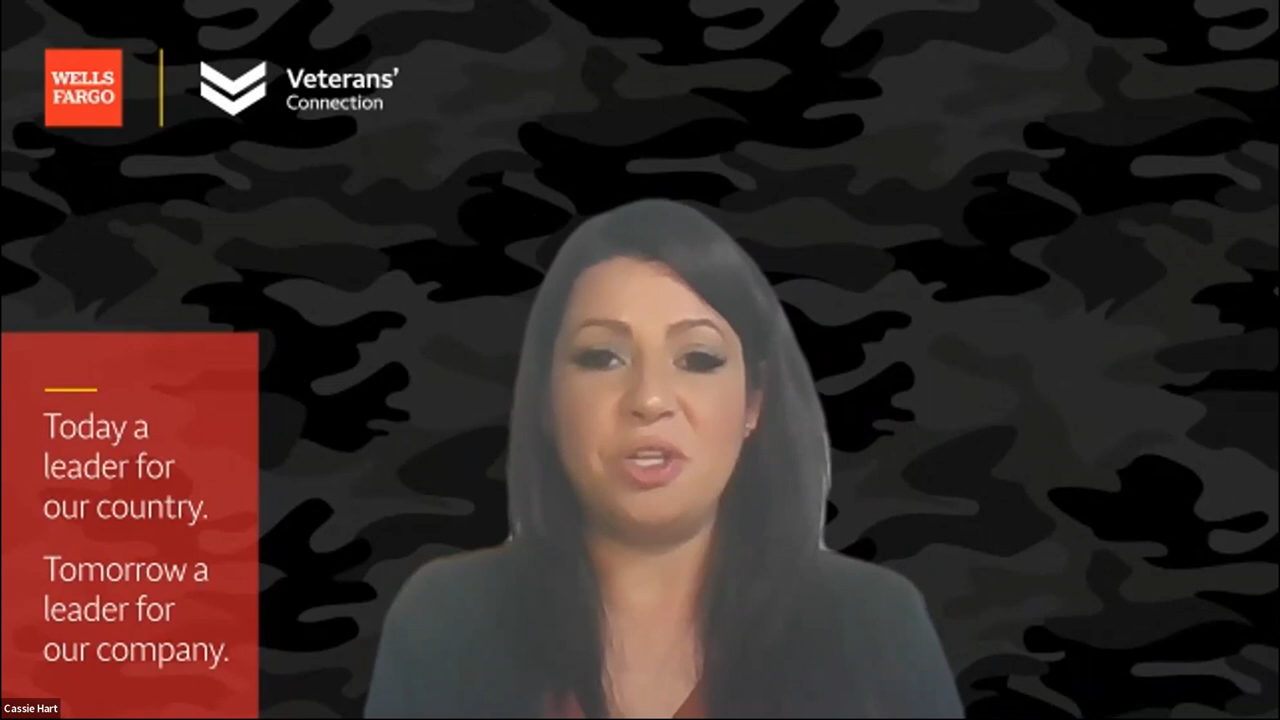 WELLS
FARGO
Veterans’
Connection
Today a
leader for
our country.
Tomorrow a
leader for
our company.
Cassie Hart